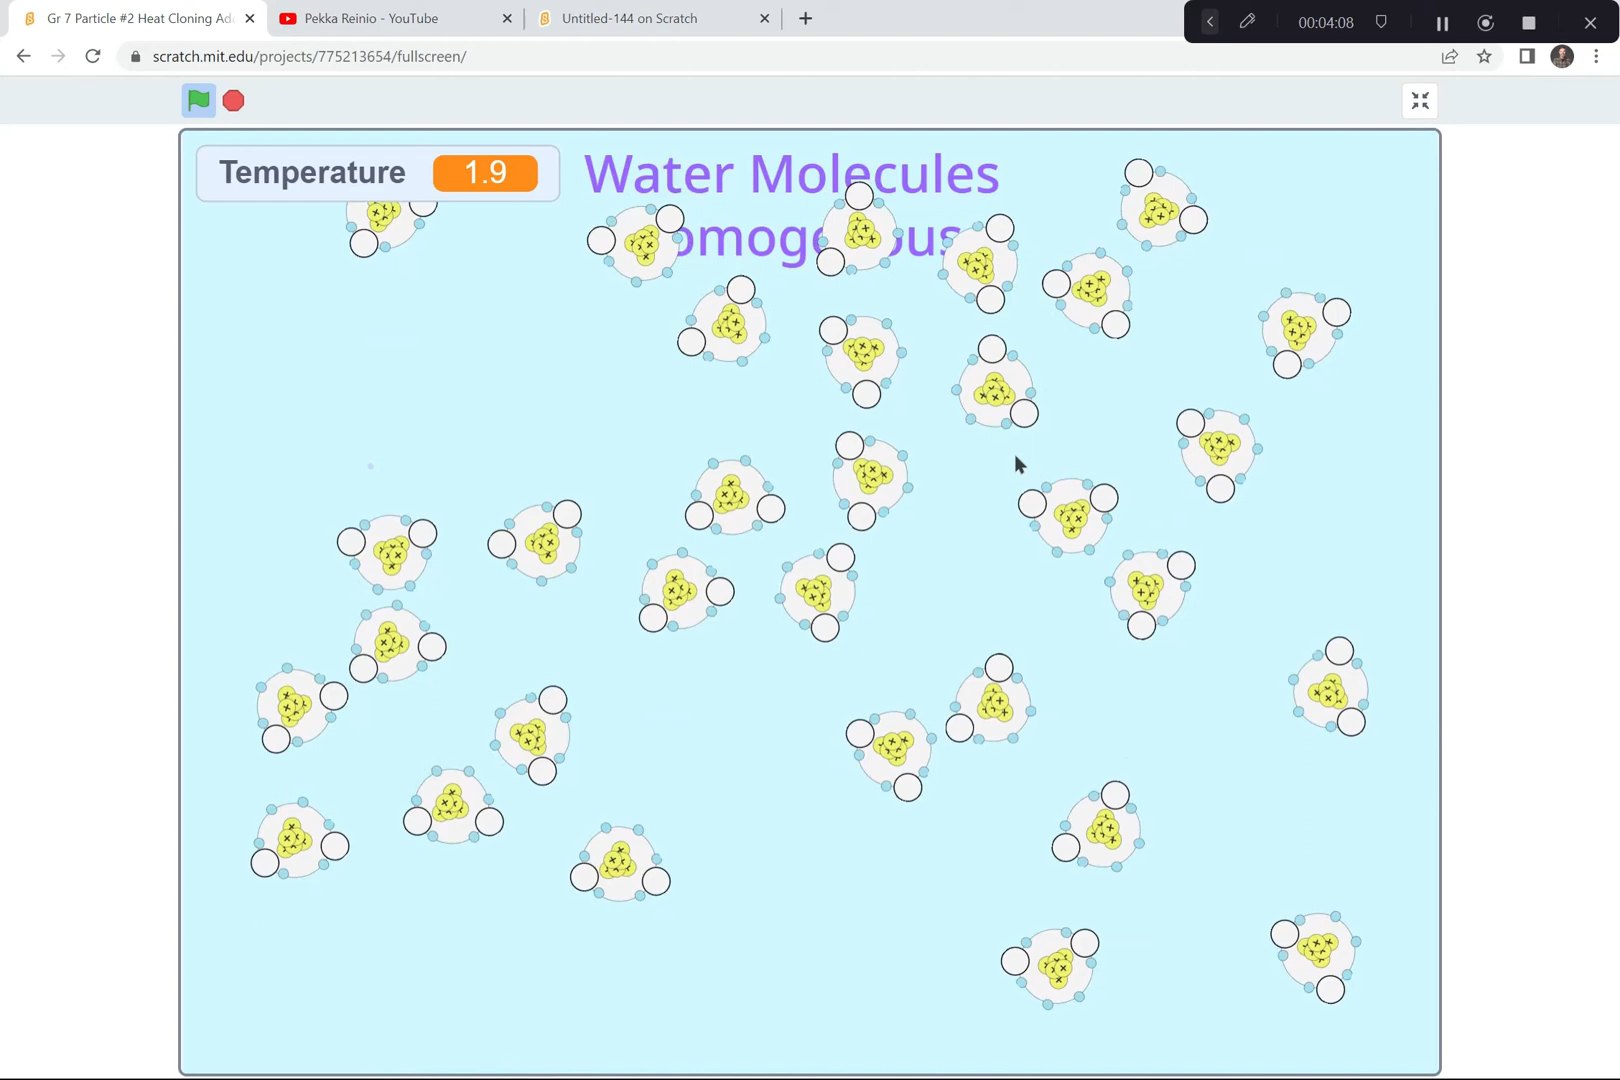 Gr 7 Particle #2 Heat Cloning Ad
Pekka Reinio - YouTube
Untitled-144 on Scratch
00:04:08
scratch.mit.edu/projects/775213654/fullscreen/
Temperature 1.9
Water Molecules